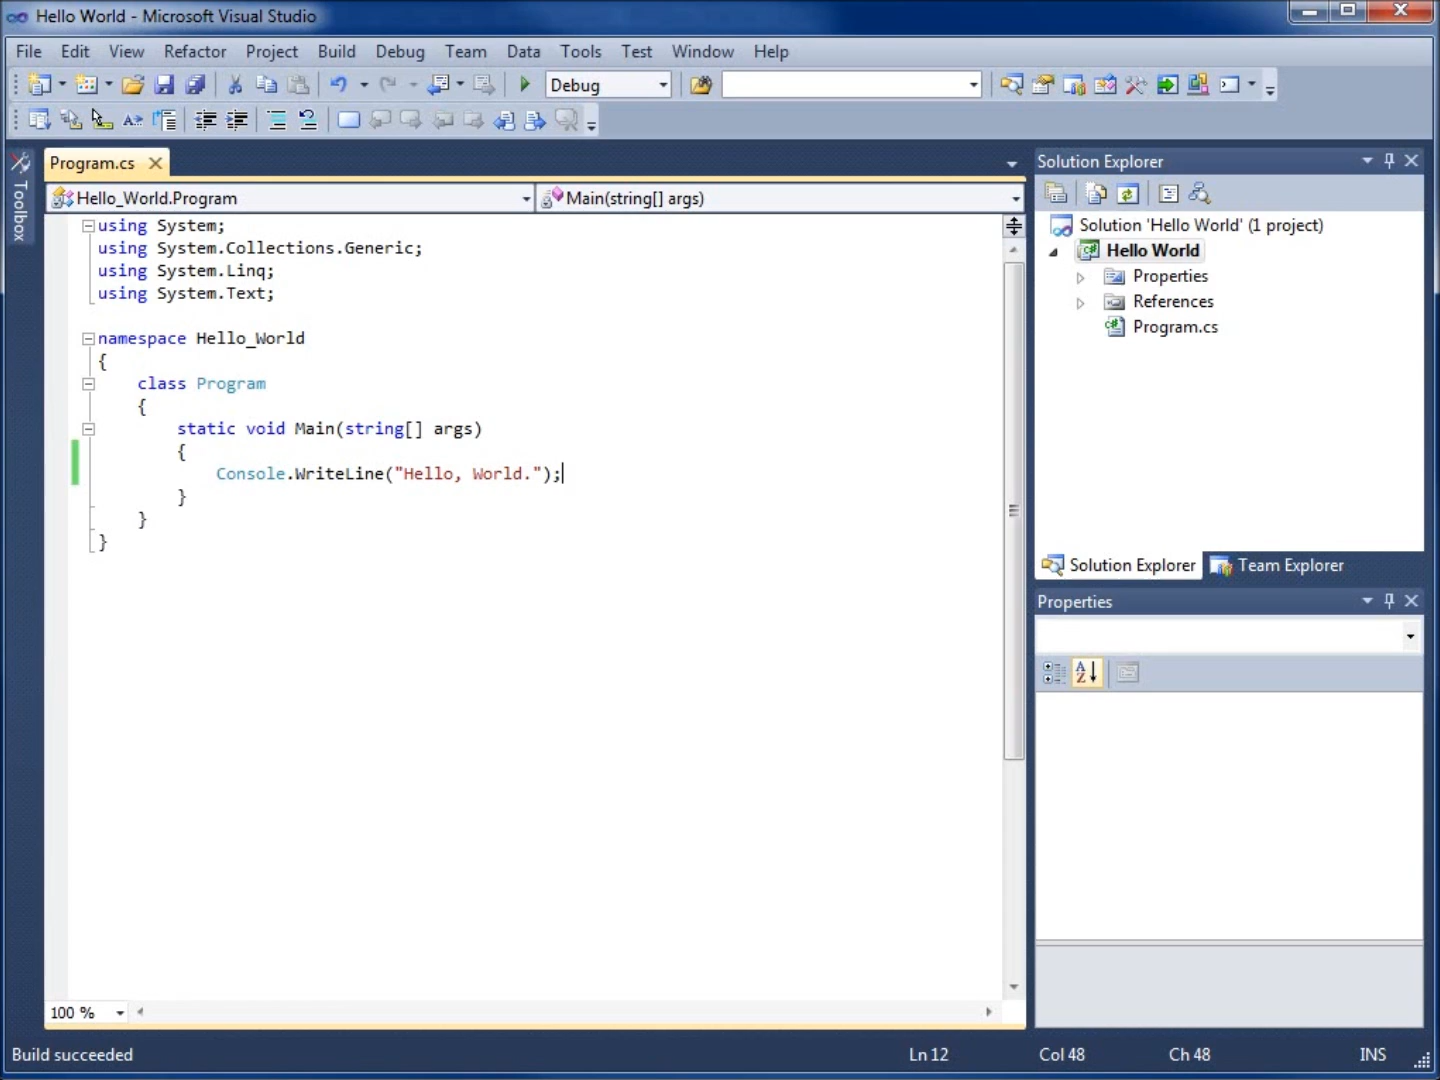 Hello World - Microsoft Visual Studio
File Edit View Refactor Project Build Debug Team Data Tools Test Window Help
Debug
Toolbox
Program.cs
Hello_World.Program
Main(string[] args)
using System;
using System.Collections.Generic;
using System.Linq;
using System.Text;
namespace Hello_World
{
class Program
{
static void Main(string[] args)
{
Console.WriteLine("Hello, World.");
}
}
}
100 %
Solution Explorer
Solution 'Hello World' (1 project)
Hello World
Properties
References
Program.cs
Solution Explorer Team Explorer
Properties
Build succeeded Ln 12 Col 48 Ch 48 INS